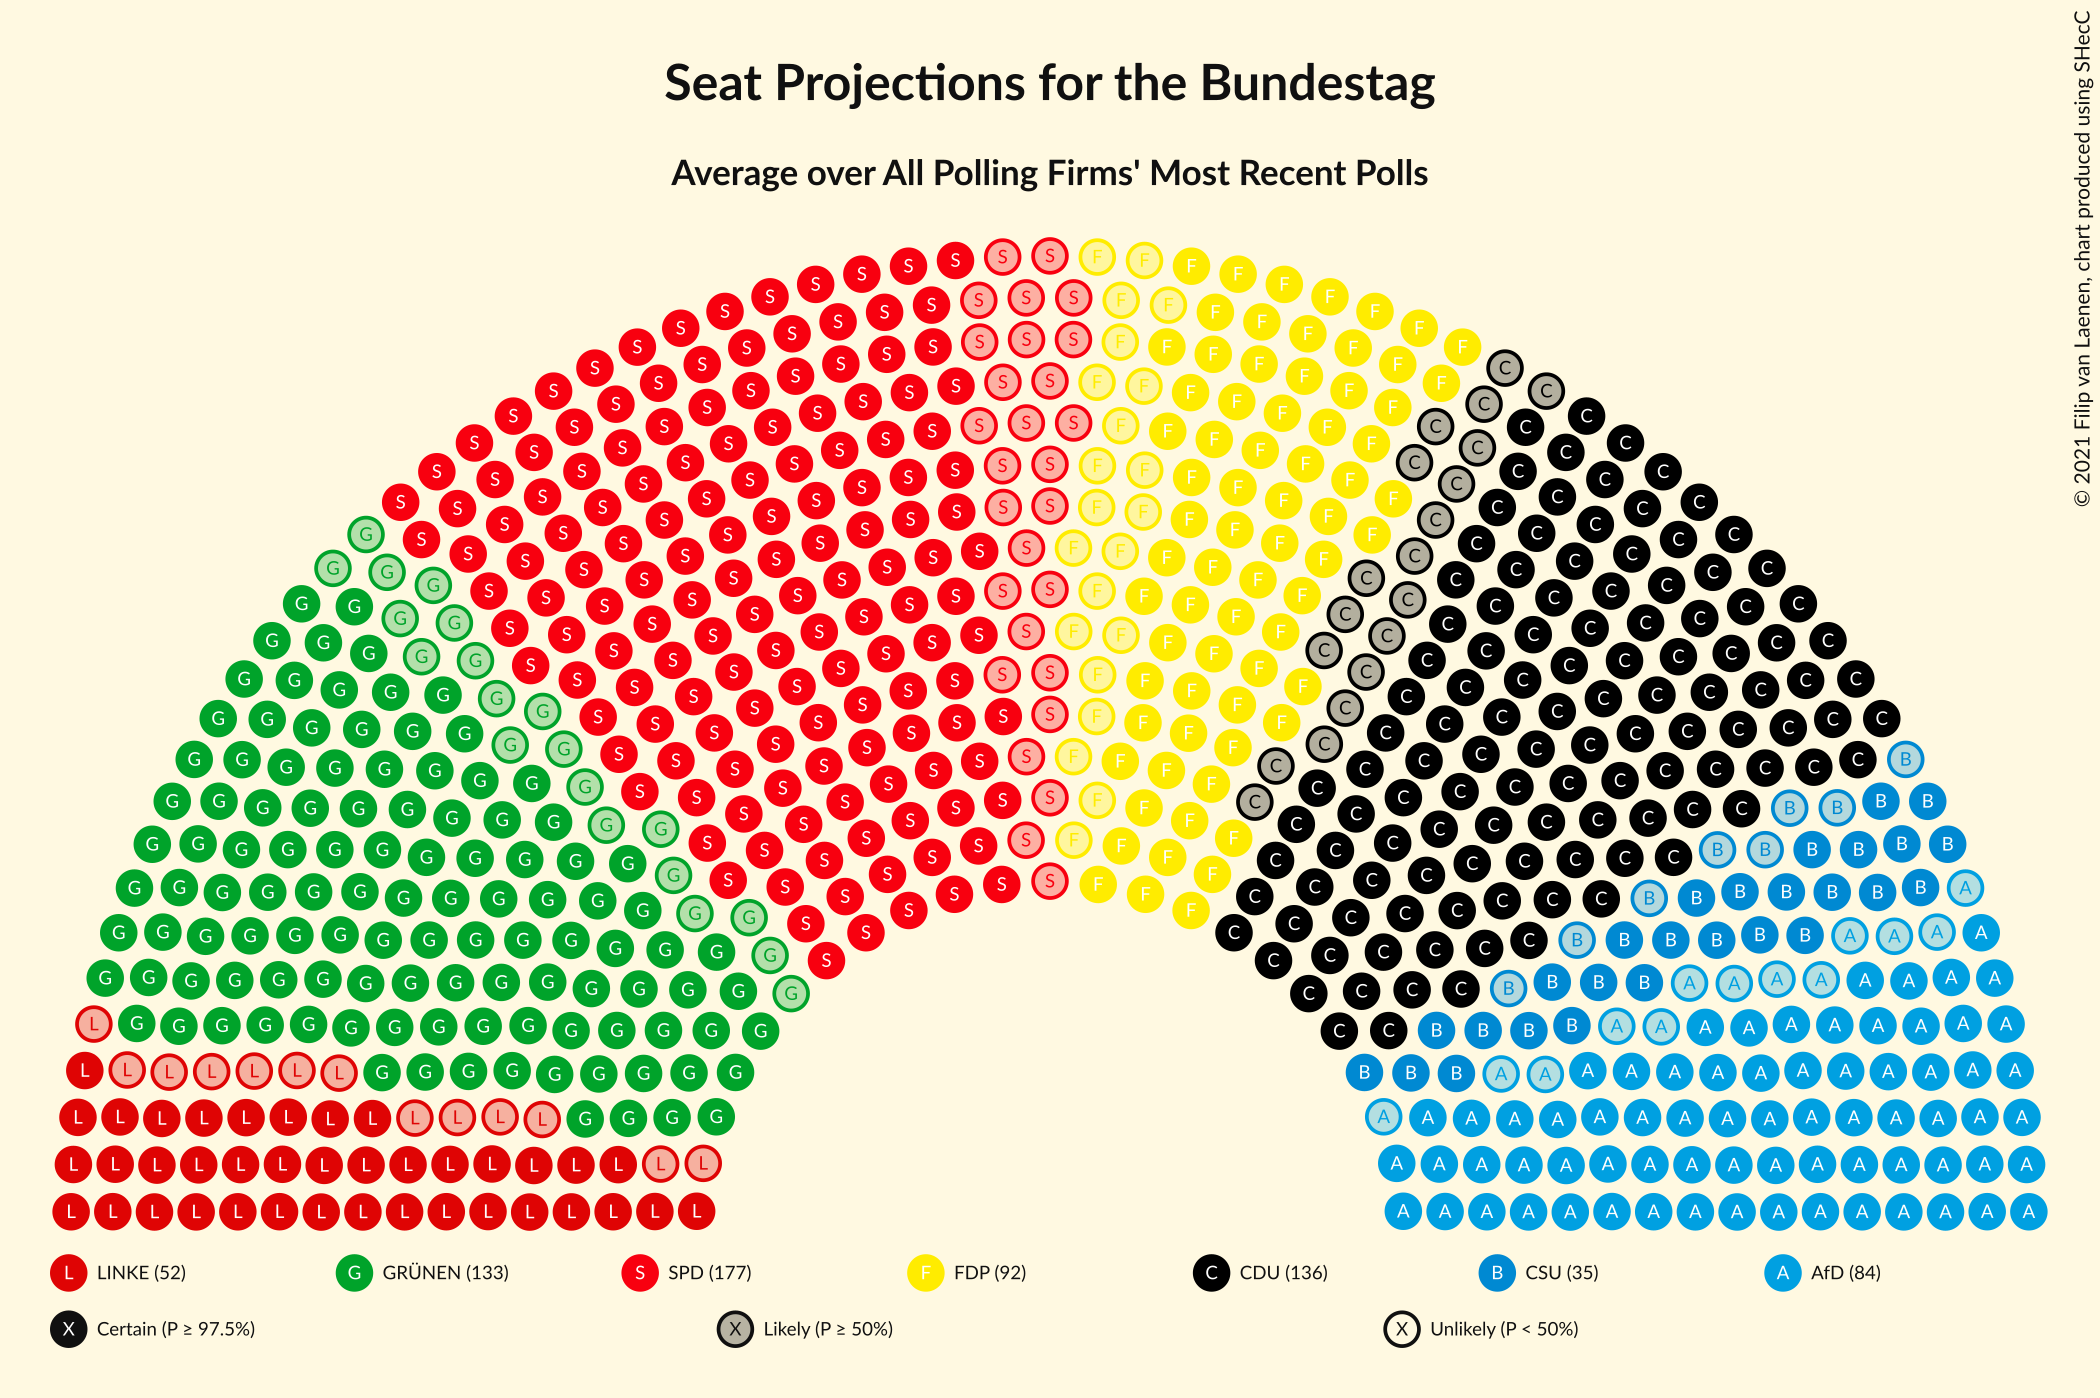 Seat Projections for the Bundestag
Average over All Polling Firms' Most Recent Polls
© 2021 Filip van Laenen, chart produced using SHecC
L LINKE (52) G GRÜNEN (133) S SPD (177) F FDP (92) C CDU (136) B CSU (35) A AfD (84)
X Certain (P ≥ 97.5%) X Likely (P ≥ 50%) X Unlikely (P < 50%)